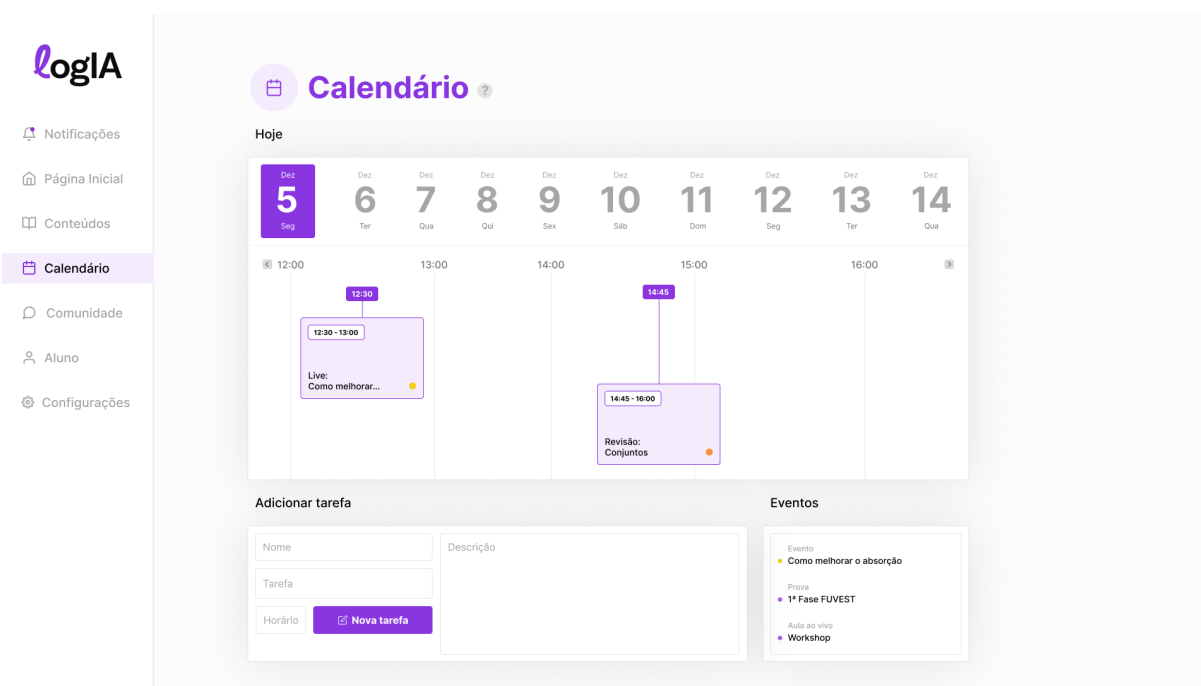 logIA
Notificações
Página Inicial
Conteúdos
Calendário
Comunidade
Aluno
Configurações
Calendário ?
Hoje
Dez
5
Seg
Dez
6
Ter
Dez
7
Qua
Dez
8
Qui
Dez
9
Sex
Dez
10
Sáb
Dez
11
Dom
Dez
12
Seg
Dez
13
Ter
Dez
14
Qua
12:00 13:00 14:00 15:00 16:00
12:30
12:30 - 13:00
Live:
Como melhorar...
14:45
14:45 - 16:00
Revisão:
Conjuntos
Adicionar tarefa
Nome
Tarefa
Horário
Nova tarefa
Descrição
Eventos
Evento
Como melhorar o absorção
Prova
1ª Fase FUVEST
Aula ao vivo
Workshop